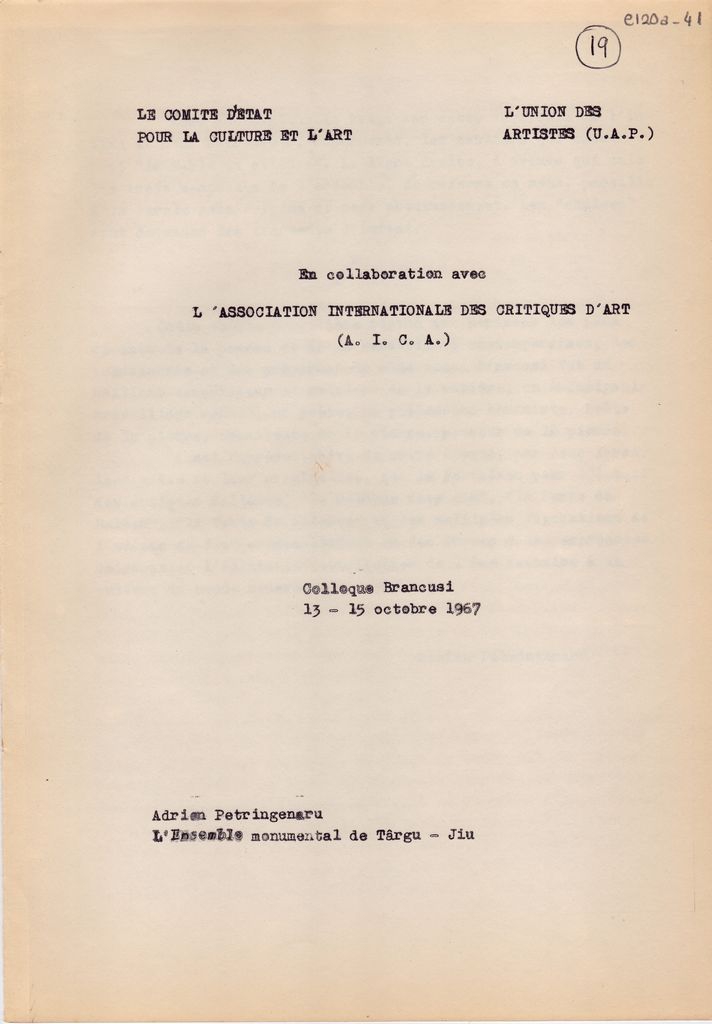 e120a-41
19
LE COMITE D'ETAT
POUR LA CULTURE ET L'ART
L'UNION DES
ARTISTES (U.A.P.)
En collaboration avec
L'ASSOCIATION INTERNATIONALE DES CRITIQUES D'ART
(A. I. C. A.)
Colloque Brancusi
13 - 15 octobre 1967
Adrian Petringenaru
L'Ensemble monumental de Târgu - Jiu